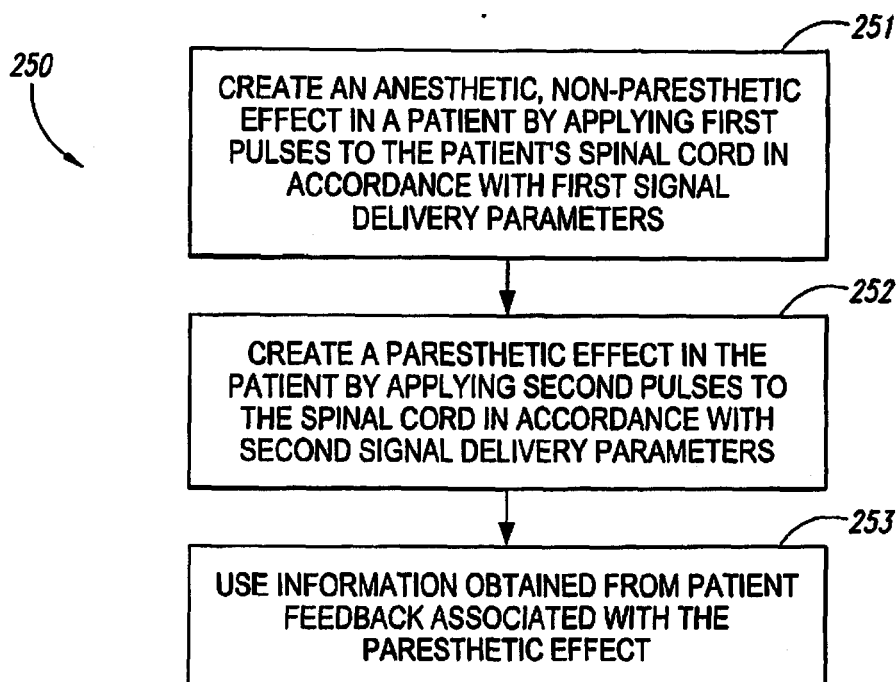 250
251
CREATE AN ANESTHETIC, NON-PARESTHETIC
EFFECT IN A PATIENT BY APPLYING FIRST
PULSES TO THE PATIENT'S SPINAL CORD IN
ACCORDANCE WITH FIRST SIGNAL
DELIVERY PARAMETERS
252
CREATE A PARESTHETIC EFFECT IN THE
PATIENT BY APPLYING SECOND PULSES TO
THE SPINAL CORD IN ACCORDANCE WITH
SECOND SIGNAL DELIVERY PARAMETERS
253
USE INFORMATION OBTAINED FROM PATIENT
FEEDBACK ASSOCIATED WITH THE
PARESTHETIC EFFECT